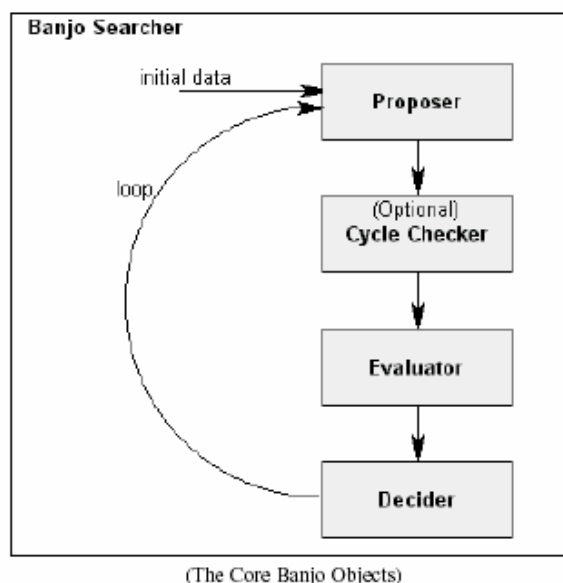 Banjo Searcher
initial data
Proposer
loop
(Optional)
Cycle Checker
Evaluator
Decider
(The Core Banjo Objects)